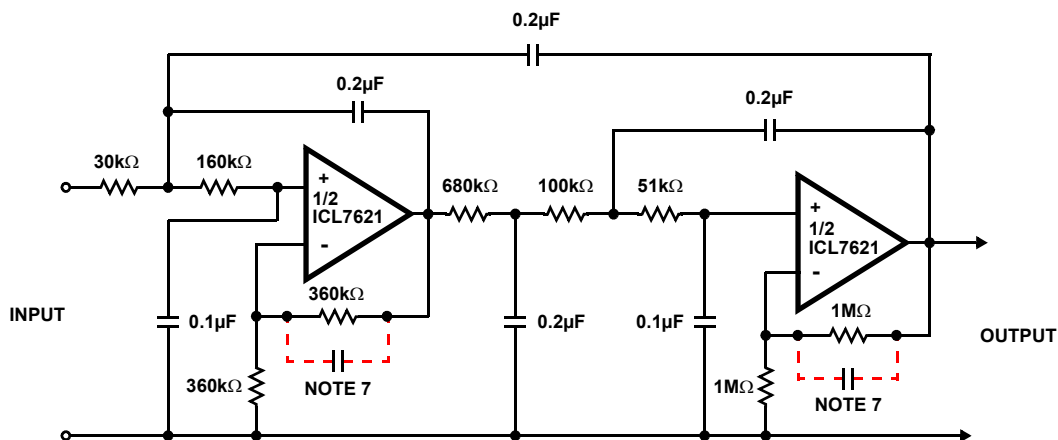 0.2µF
0.2µF
0.2µF
30kΩ
160kΩ
680kΩ
100kΩ
51kΩ
+
1/2
ICL7621
-
+
1/2
ICL7621
-
INPUT
0.1µF
360kΩ
0.2µF
0.1µF
1MΩ
OUTPUT
360kΩ
NOTE 7
1MΩ
NOTE 7